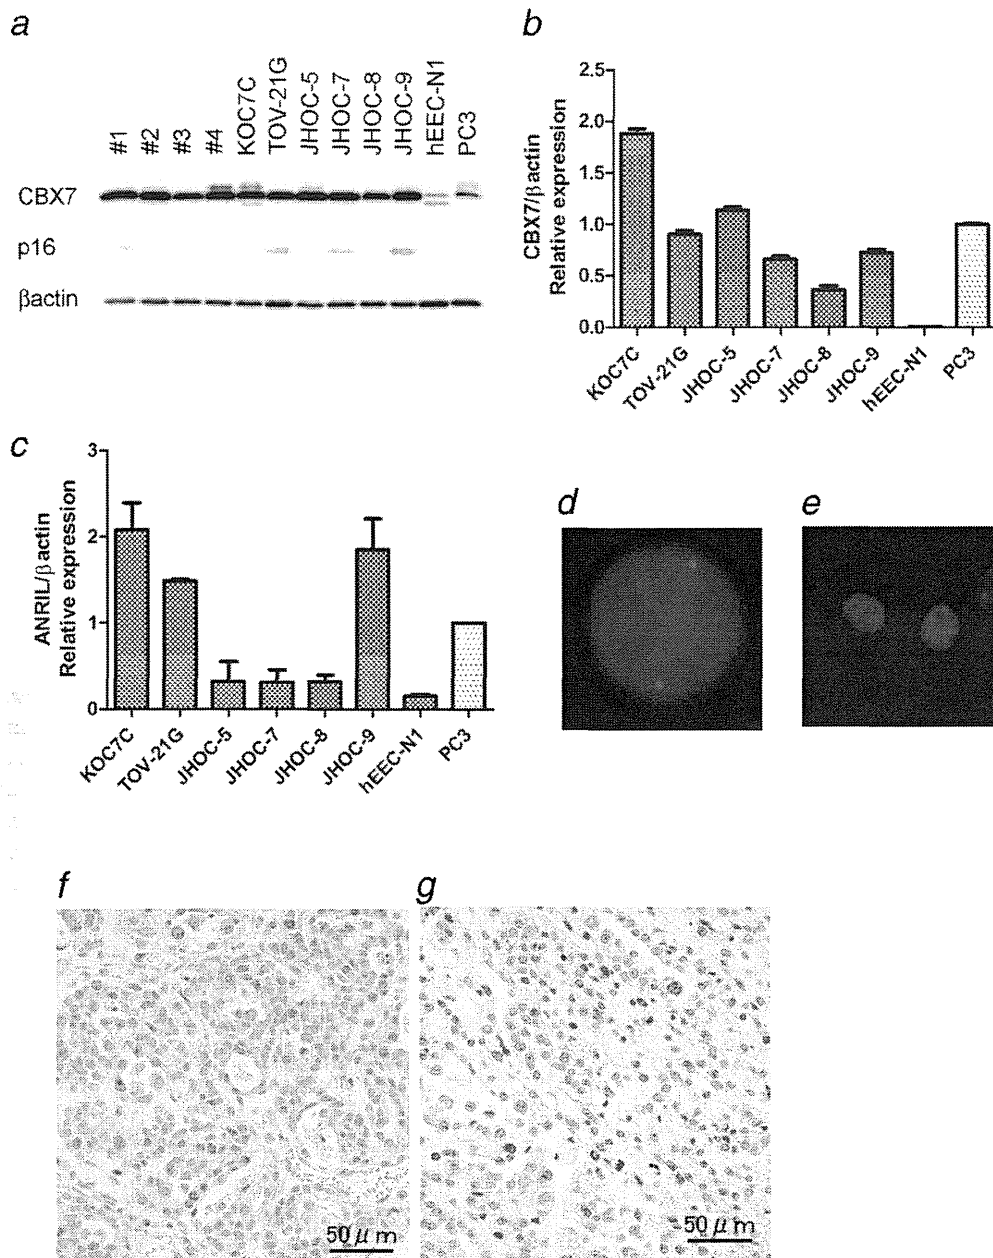 a
#1 #2 #3 #4 KOC7C TOV-21G JHOC-5 JHOC-7 JHOC-8 JHOC-9 hEEC-N1 PC3
CBX7
p16
βactin
b
CBX7/βactin
Relative expression
2.5
2.0
1.5
1.0
0.5
0.0
KOC7C TOV-21G JHOC-5 JHOC-7 JHOC-8 JHOC-9 hEEC-N1 PC3
c
ANRIL/βactin
Relative expression
3
2
1
0
KOC7C TOV-21G JHOC-5 JHOC-7 JHOC-8 JHOC-9 hEEC-N1 PC3
d
e
f
50 μm
g
50 μm